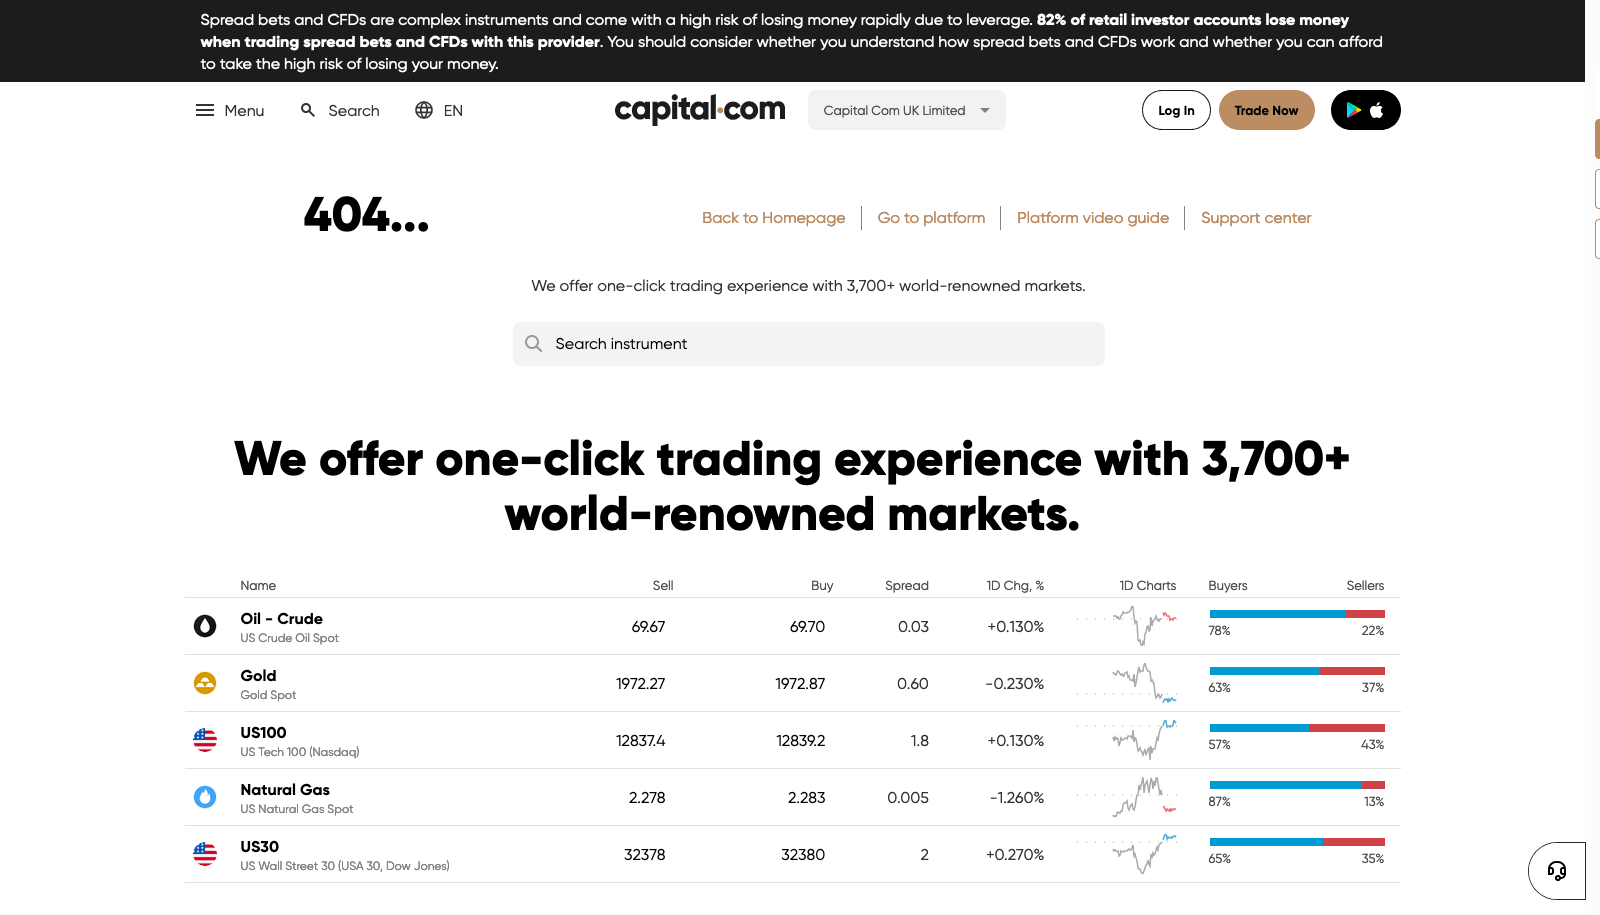 Spread bets and CFDs are complex instruments and come with a high risk of losing money rapidly due to leverage. 82% of retail investor accounts lose money
when trading spread bets and CFDs with this provider. You should consider whether you understand how spread bets and CFDs work and whether you can afford
to take the high risk of losing your money.
Menu Search EN capital.com Capital Com UK Limited Log In Trade Now
404...
Back to Homepage Go to platform Platform video guide Support center
We offer one-click trading experience with 3,700+ world-renowned markets.
Search instrument
We offer one-click trading experience with 3,700+
world-renowned markets.
Name Sell Buy Spread 1D Chg, % 1D Charts Buyers Sellers
Oil - Crude
US Crude Oil Spot
69.67 69.70 0.03 +0.130% 78% 22%
Gold
Gold Spot
1972.27 1972.87 0.60 -0.230% 63% 37%
US100
US Tech 100 (Nasdaq)
12837.4 12839.2 1.8 +0.130% 57% 43%
Natural Gas
US Natural Gas Spot
2.278 2.283 0.005 -1.260% 87% 13%
US30
US Wall Street 30 (USA 30, Dow Jones)
32378 32380 2 +0.270% 65% 35%